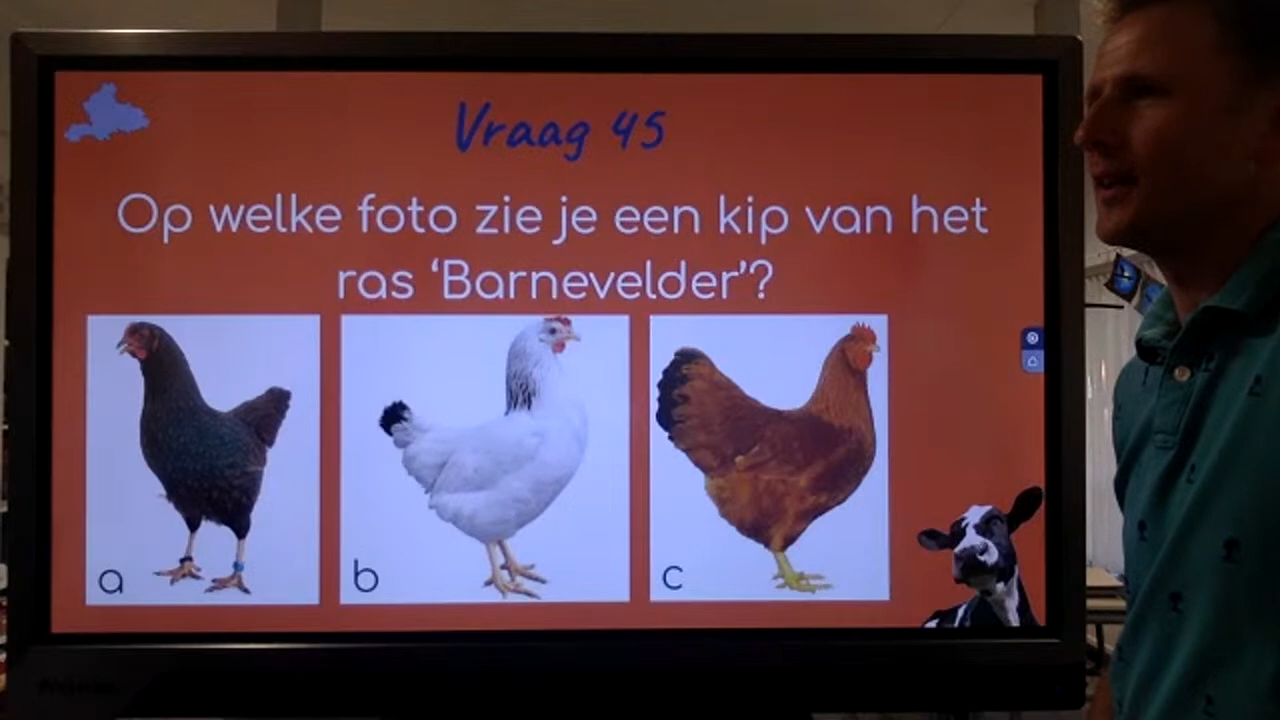 Vraag 45
Op welke foto zie je een kip van het
ras ‘Barnevelder’?
a
b
c